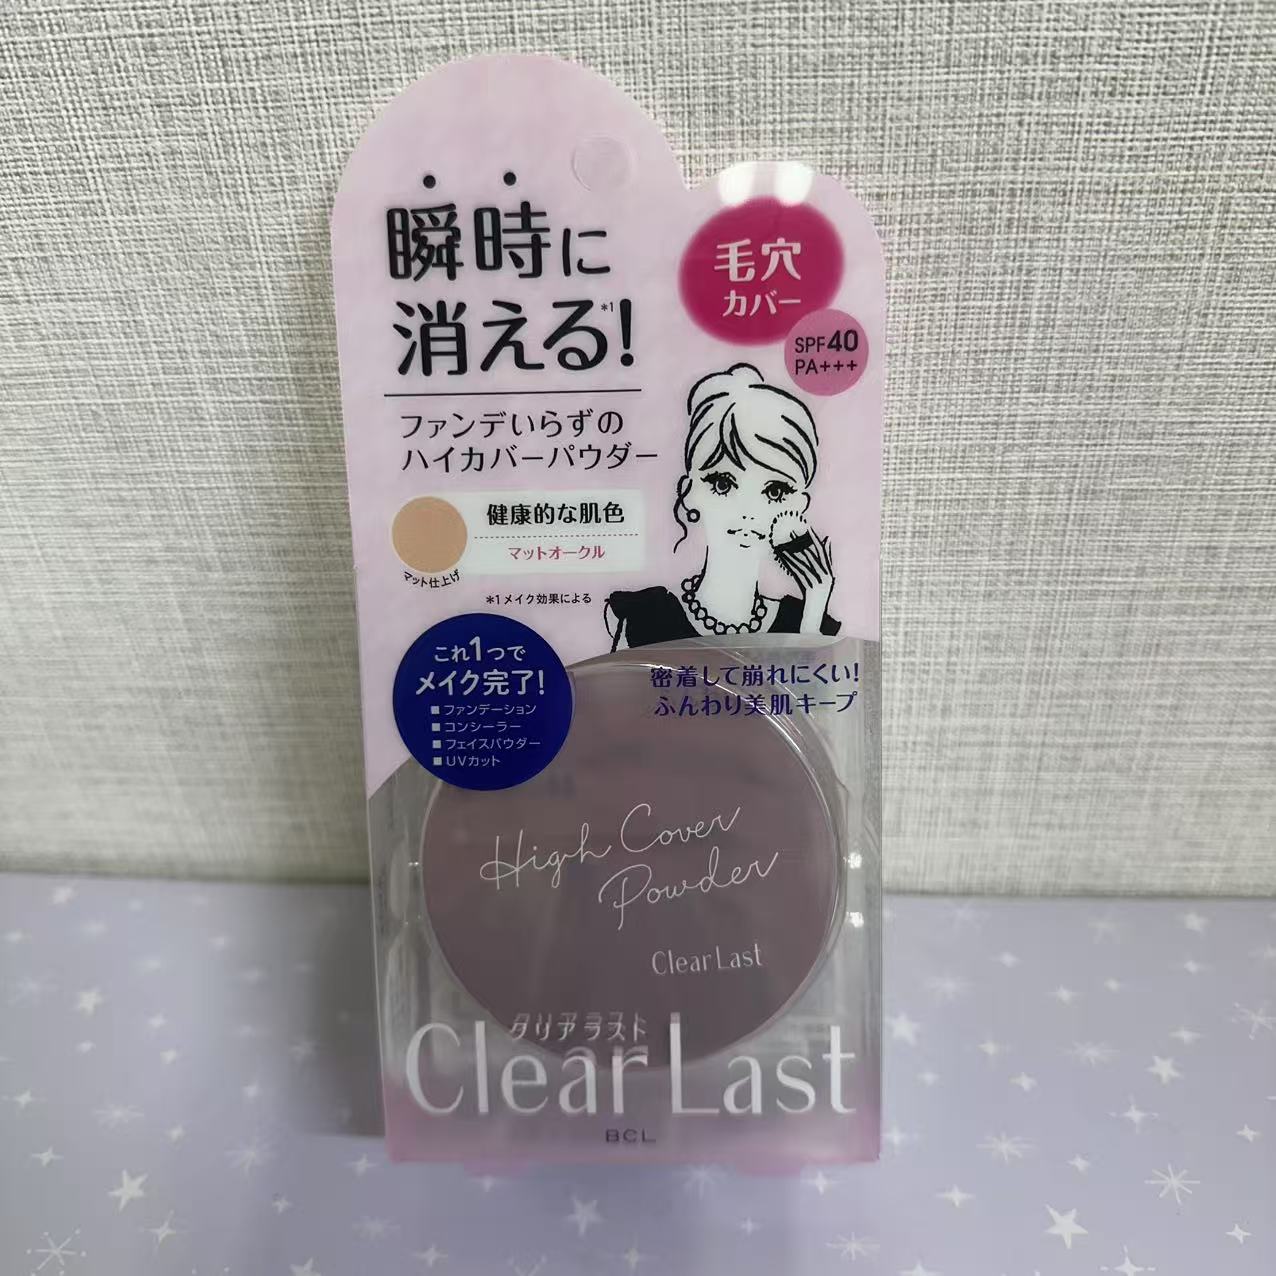 瞬時に
消える!*1
ファンデいらずの
ハイカバーパウダー
健康的な肌色
マットオークル
マット仕上げ
*1メイク効果による
毛穴
カバー
SPF40
PA+++
これ1つで
メイク完了!
■ファンデーション
■コンシーラー
■フェイスパウダー
■UVカット
密着して崩れにくい!
ふんわり美肌キープ
High Cover
Powder
ClearLast
クリアラスト
ClearLast
BCL